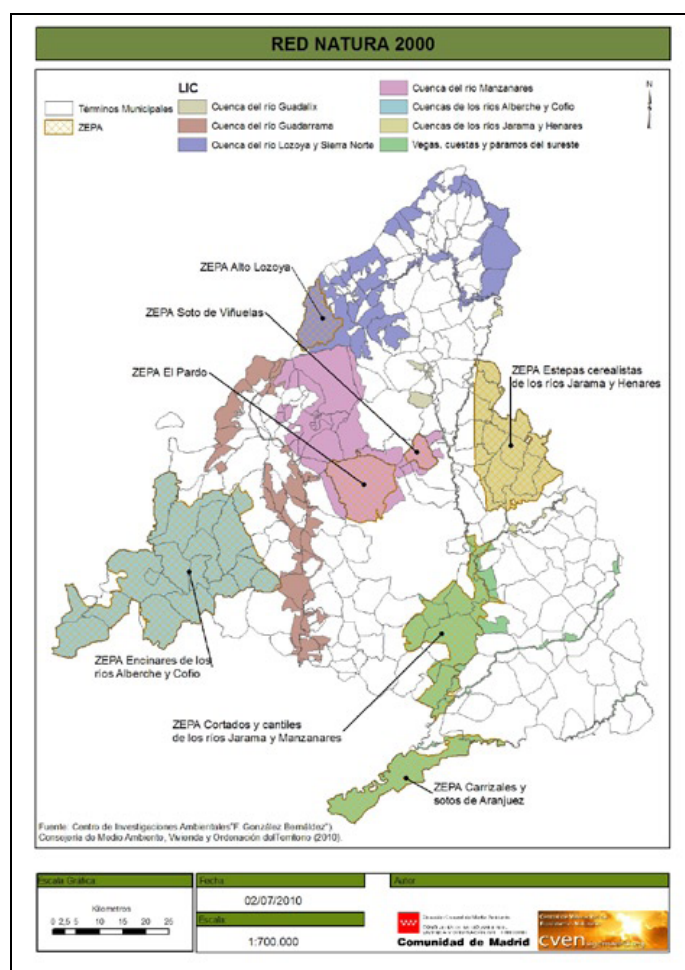 RED NATURA 2000
Terminos Municipales
ZEPA
LIC
Cuenca del río Guadalix
Cuenca del río Guadarrama
Cuenca del río Lozoya y Sierra Norte
Cuenca del río Manzanares
Cuencas de los ríos Alberche y Cofio
Cuencas de los ríos Jarama y Henares
Vegas, cuestas y páramos del sureste
N
ZEPA Alto Lozoya
ZEPA Soto de Viñuelas
ZEPA El Pardo
ZEPA Estepas cerealistas
de los ríos Jarama y Henares
ZEPA Encinares de los
ríos Alberche y Cofio
ZEPA Cortados y cantiles
de los ríos Jarama y Manzanares
ZEPA Carrizales y
sotos de Aranjuez
Fuente: Centro de Investigaciones Ambientales"F. González Bernáldez").
Consejería de Medio Ambiente, Vivienda y Ordenación delTerritorio (2010).
Escala Gráfica
Kilometros
0 2,5 5 10 15 20 25
Fecha
02/07/2010
Escala
1:700.000
Autor
Comunidad de Madrid
cven